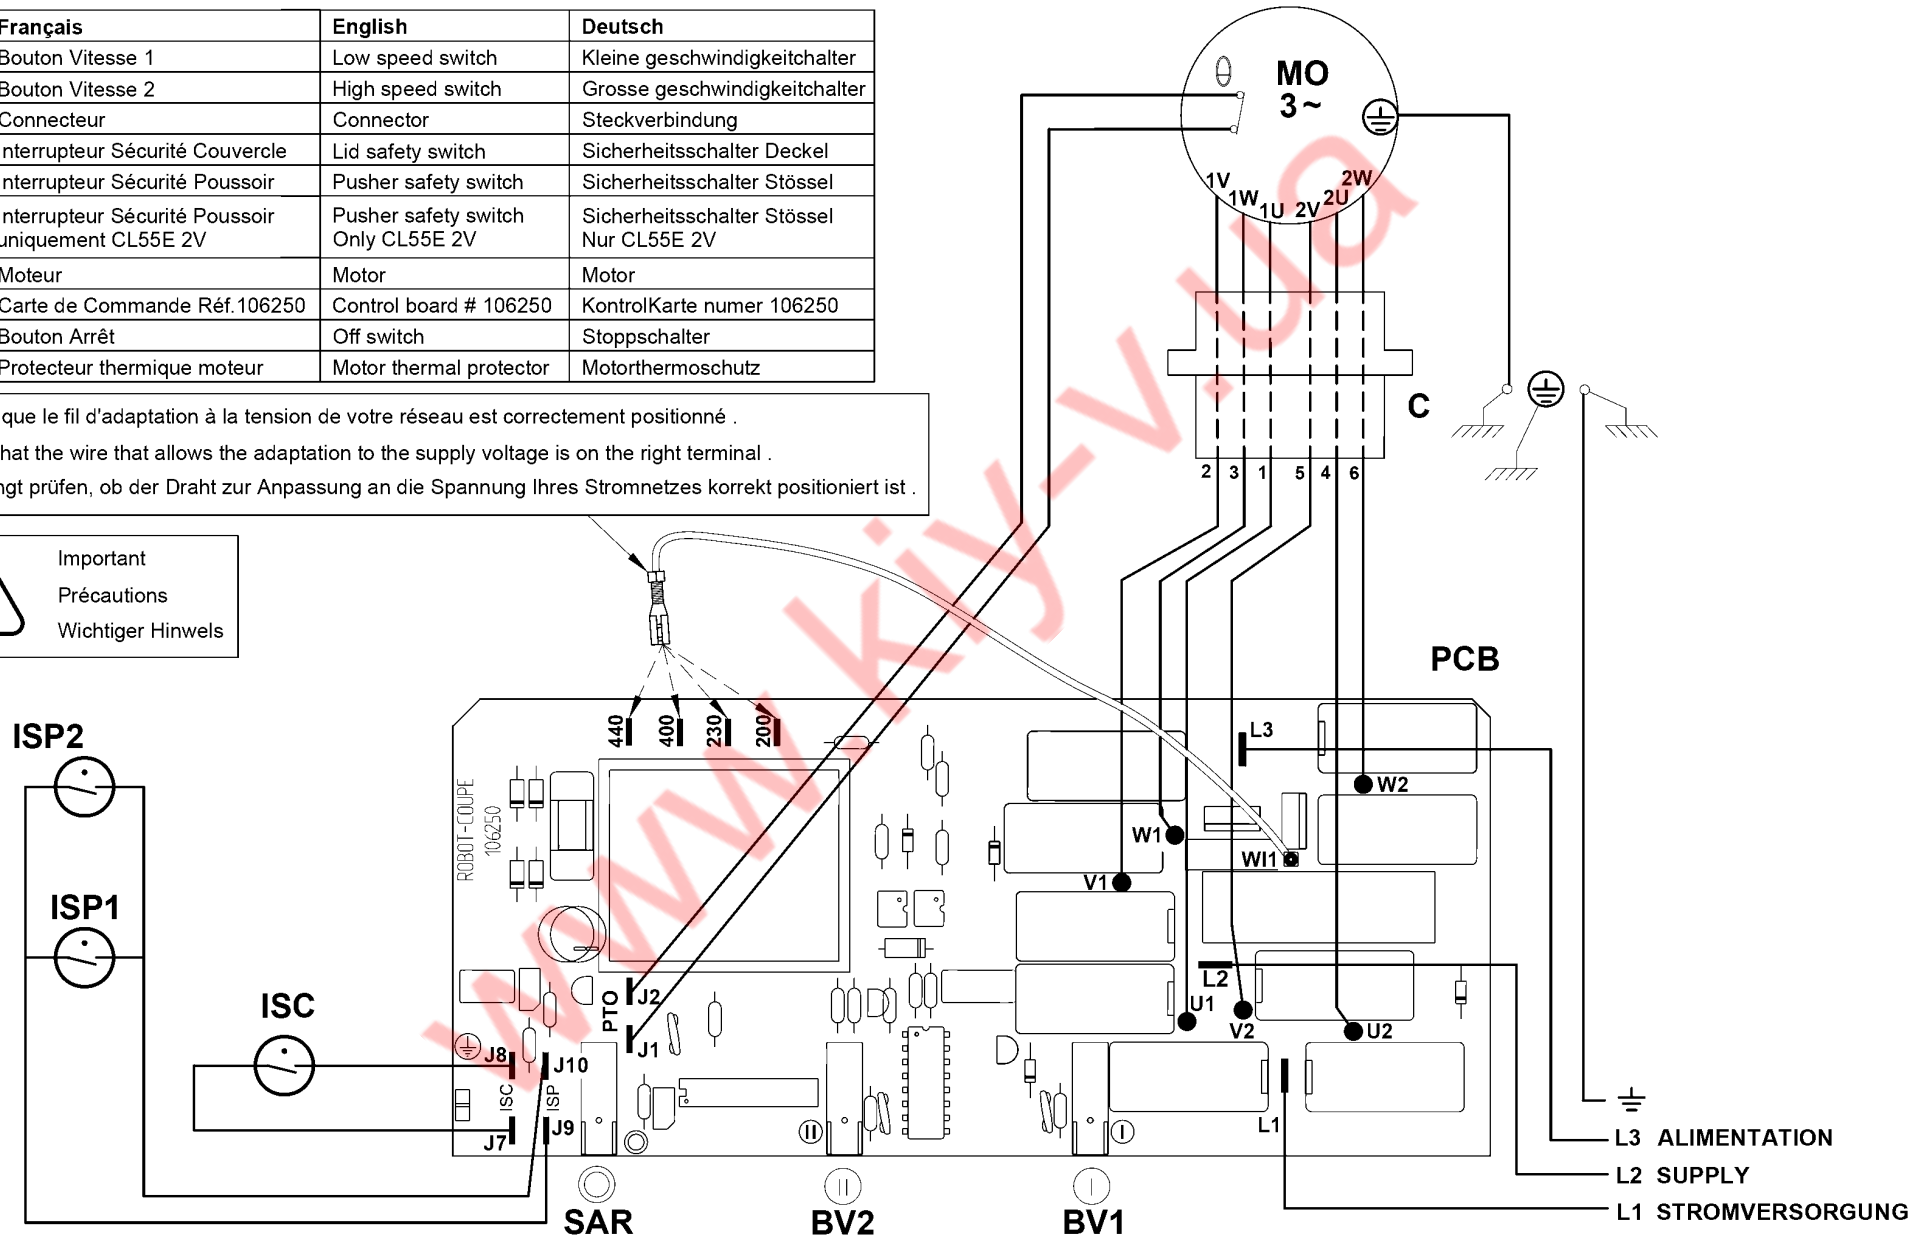 Français English Deutsch
Bouton Vitesse 1 Low speed switch Kleine geschwindigkeitchalter
Bouton Vitesse 2 High speed switch Grosse geschwindigkeitchalter
Connecteur Connector Steckverbindung
nterrupteur Sécurité Couvercle Lid safety switch Sicherheitsschalter Deckel
nterrupteur Sécurité Poussoir Pusher safety switch Sicherheitsschalter Stössel
nterrupteur Sécurité Poussoir Pusher safety switch Sicherheitsschalter Stössel
uniquement CL55E 2V Only CL55E 2V Nur CL55E 2V
Moteur Motor Motor
Carte de Commande Réf.106250 Control board # 106250 KontrolKarte numer 106250
Bouton Arrêt Off switch Stoppschalter
Protecteur thermique moteur Motor thermal protector Motorthermoschutz
que le fil d'adaptation à la tension de votre réseau est correctement positionné .
hat the wire that allows the adaptation to the supply voltage is on the right terminal .
ngt prüfen, ob der Draht zur Anpassung an die Spannung Ihres Stromnetzes korrekt positioniert ist .
Important
Précautions
Wichtiger Hinwels
MO
3~
1V 1W 1U 2V 2U 2W
C
2 3 1 5 4 6
PCB
440 400 230 200
ROBOT-COUPE
106250
L3
W2
W1
WI1
V1
L2
U1
V2
U2
L1
ISP2
ISP1
ISC
PTO
J2
J1
J8
J10
ISC
ISP
J7
J9
II
I
II
I
SAR
BV2
BV1
L3 ALIMENTATION
L2 SUPPLY
L1 STROMVERSORGUNG
www.kiy-v.ua